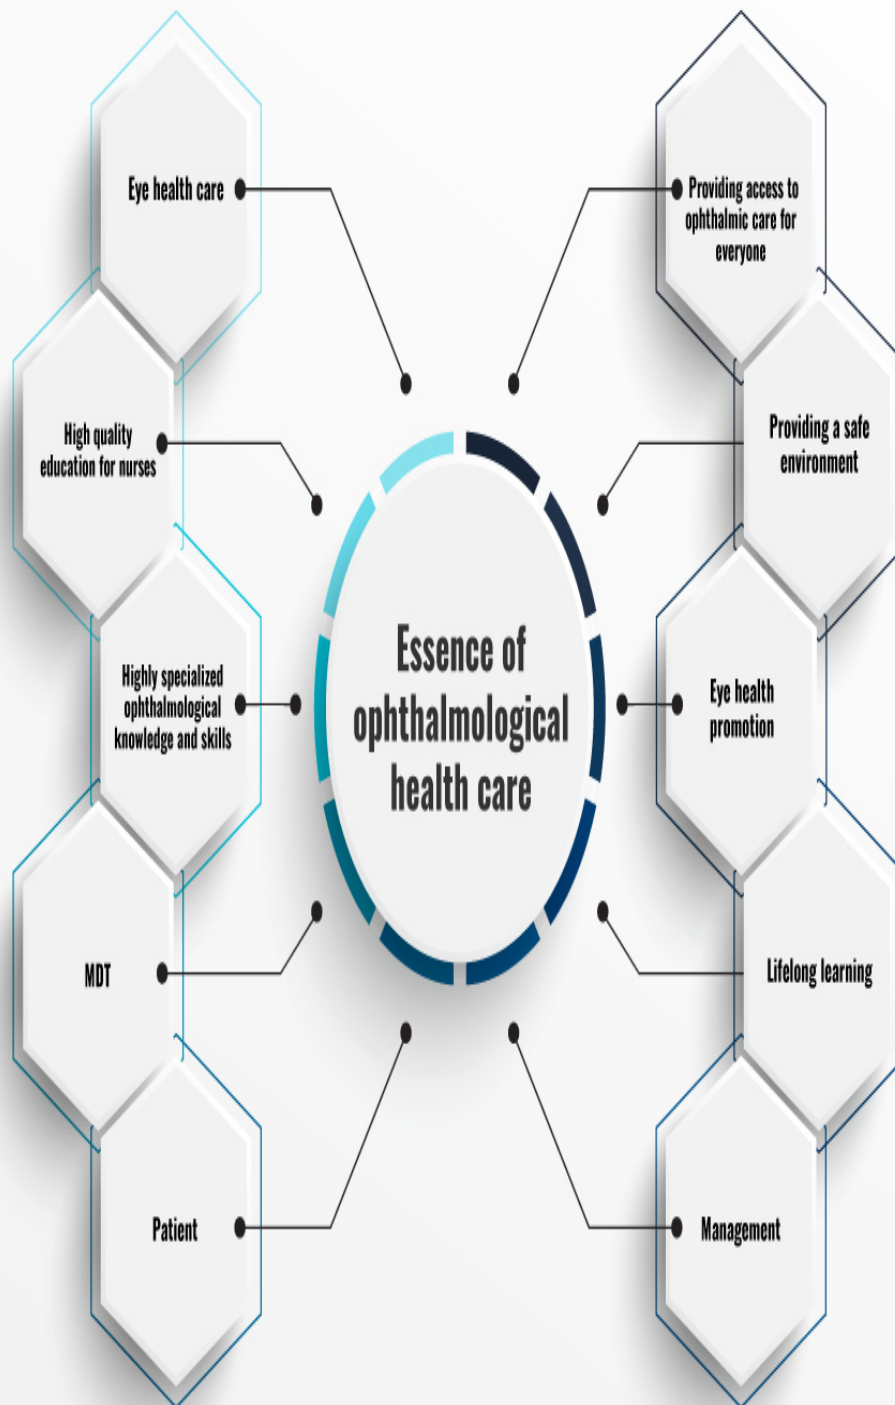 Eye health care
High quality
education for nurses
Highly specialized
ophthalmological
knowledge and skills
MDT
Patient
Essence of
ophthalmological
health care
Providing access to
ophthalmic care for
everyone
Providing a safe
environment
Eye health
promotion
Lifelong learning
Management